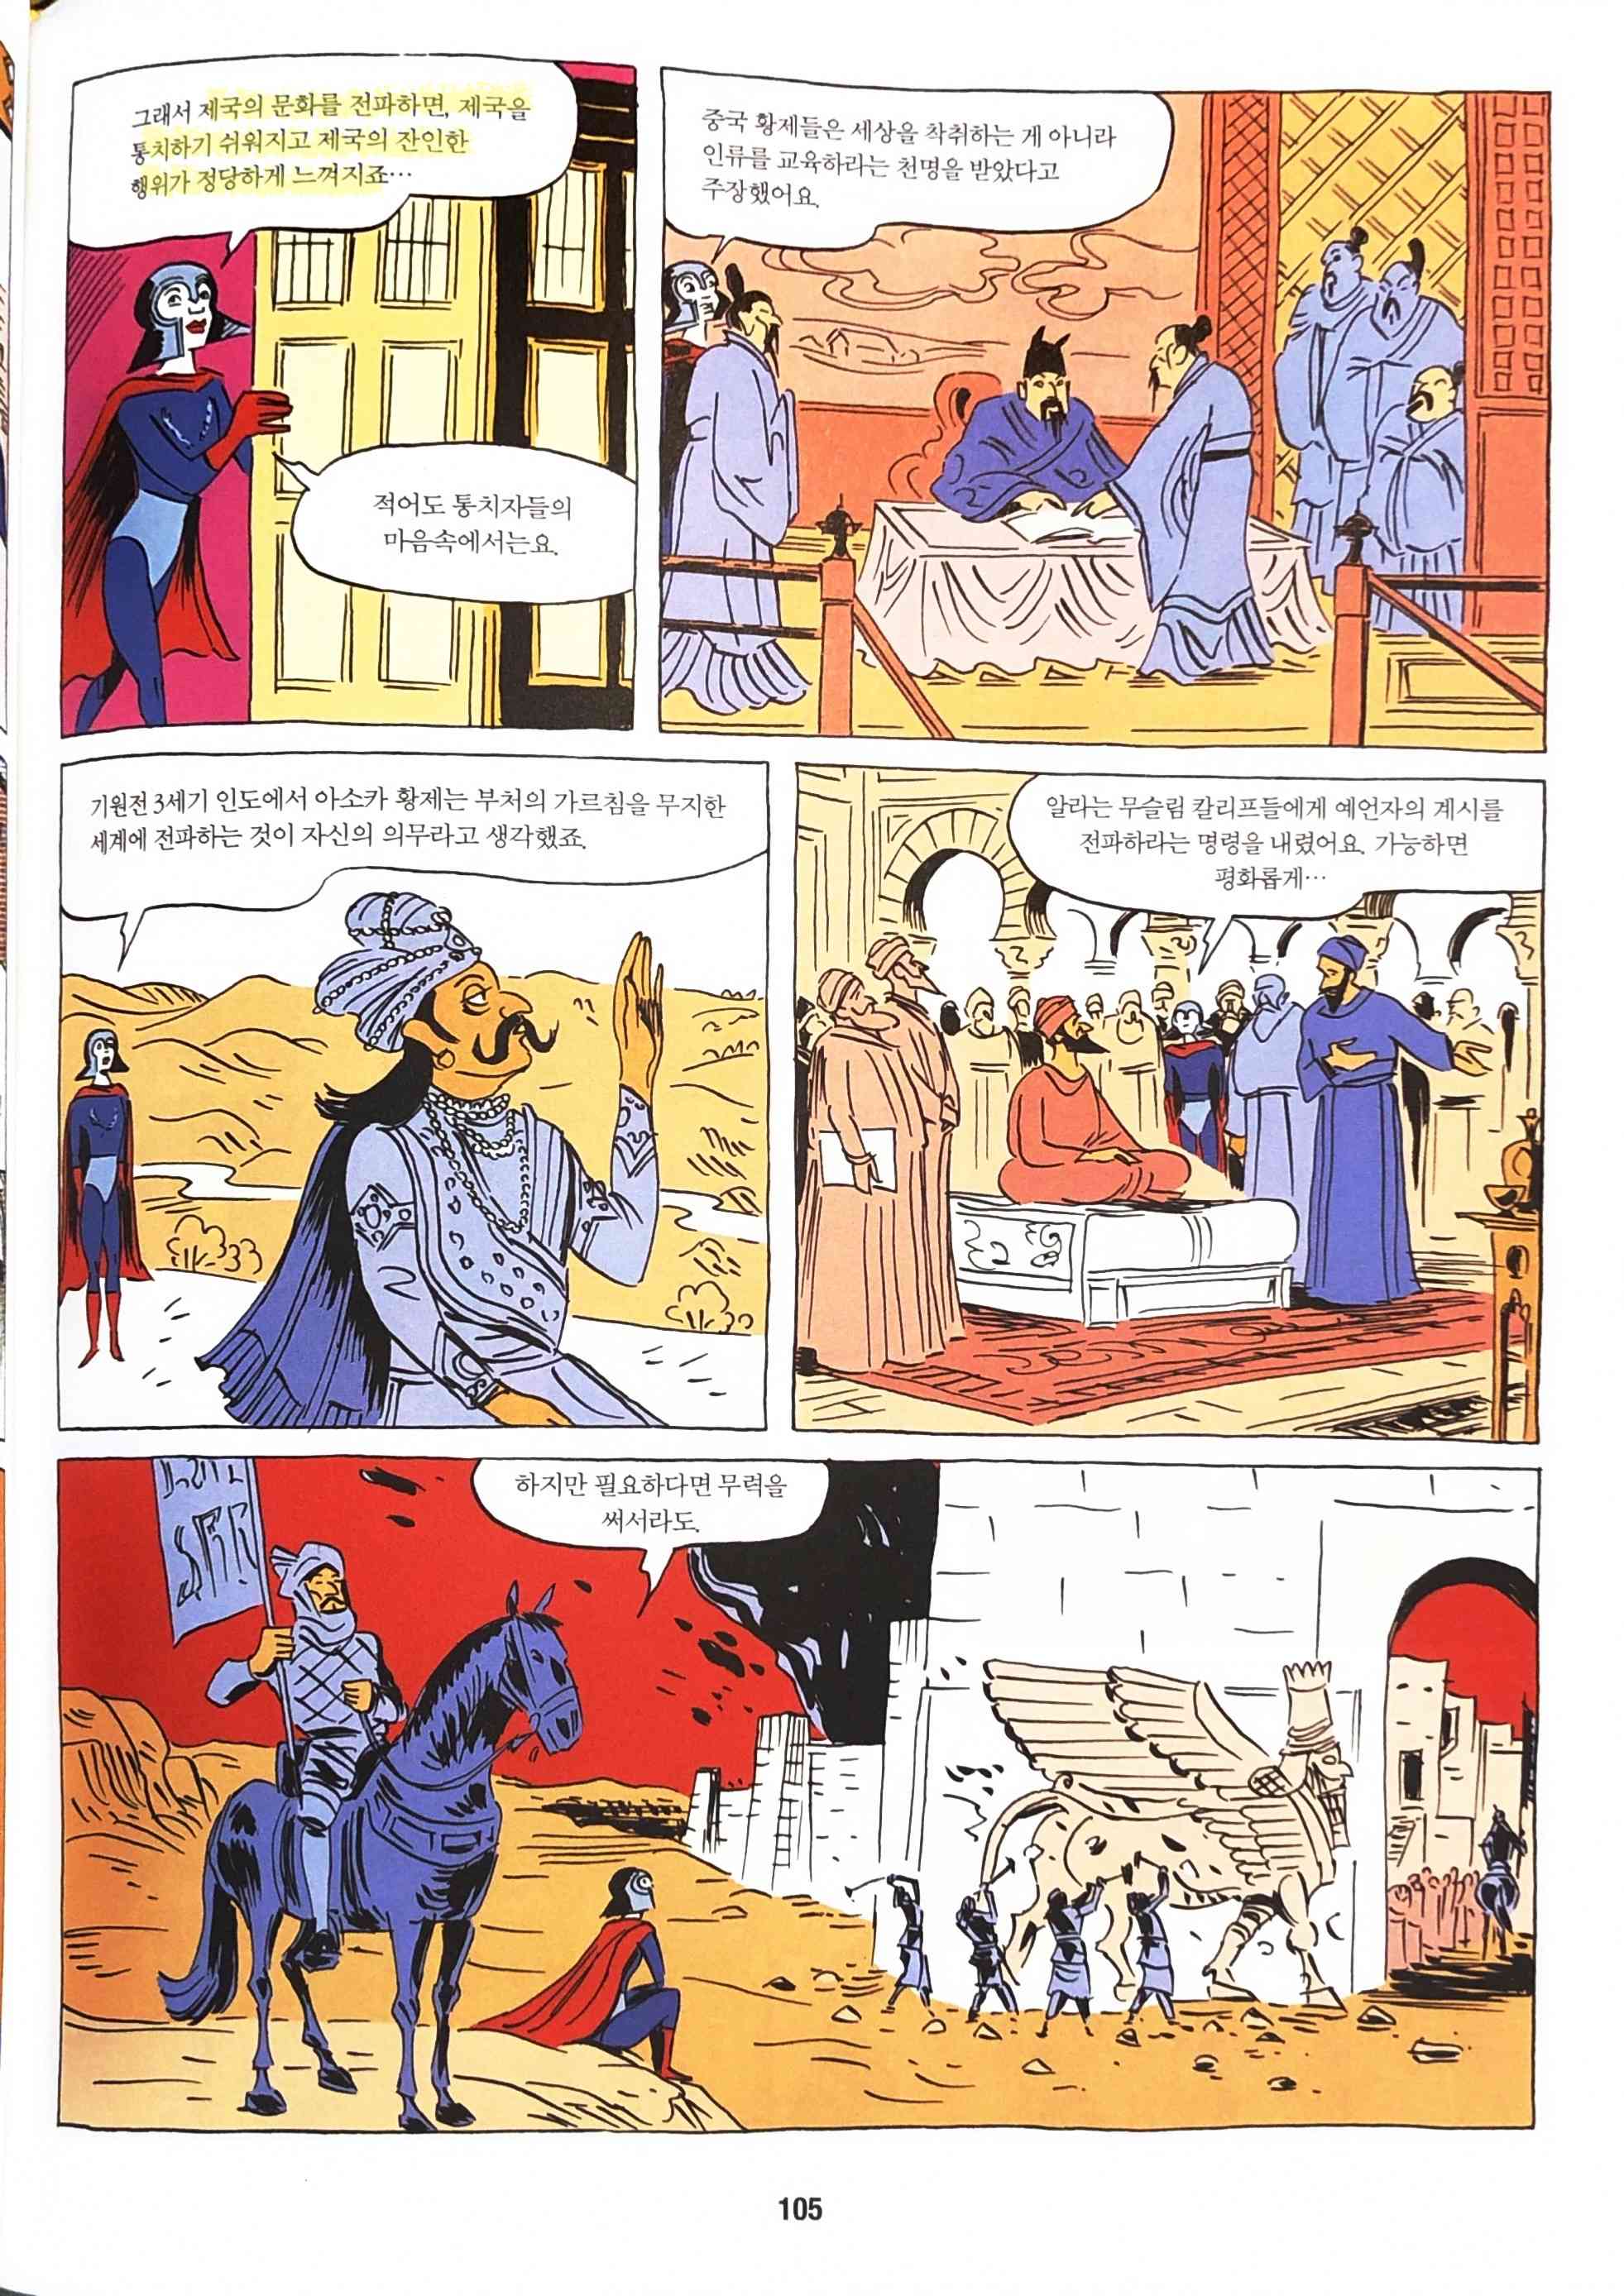 그래서 제국의 문화를 전파하면, 제국을
통치하기 쉬워지고 제국의 잔인한
행위가 정당하게 느껴지죠…
적어도 통치자들의
마음속에서는요.
중국 황제들은 세상을 착취하는 게 아니라
인류를 교육하라는 천명을 받았다고
주장했어요.
기원전 3세기 인도에서 아소카 황제는 부처의 가르침을 무지한
세계에 전파하는 것이 자신의 의무라고 생각했죠.
알라는 무슬림 칼리프들에게 예언자의 계시를
전파하라는 명령을 내렸어요. 가능하면
평화롭게…
하지만 필요하다면 무력을
써서라도.
105